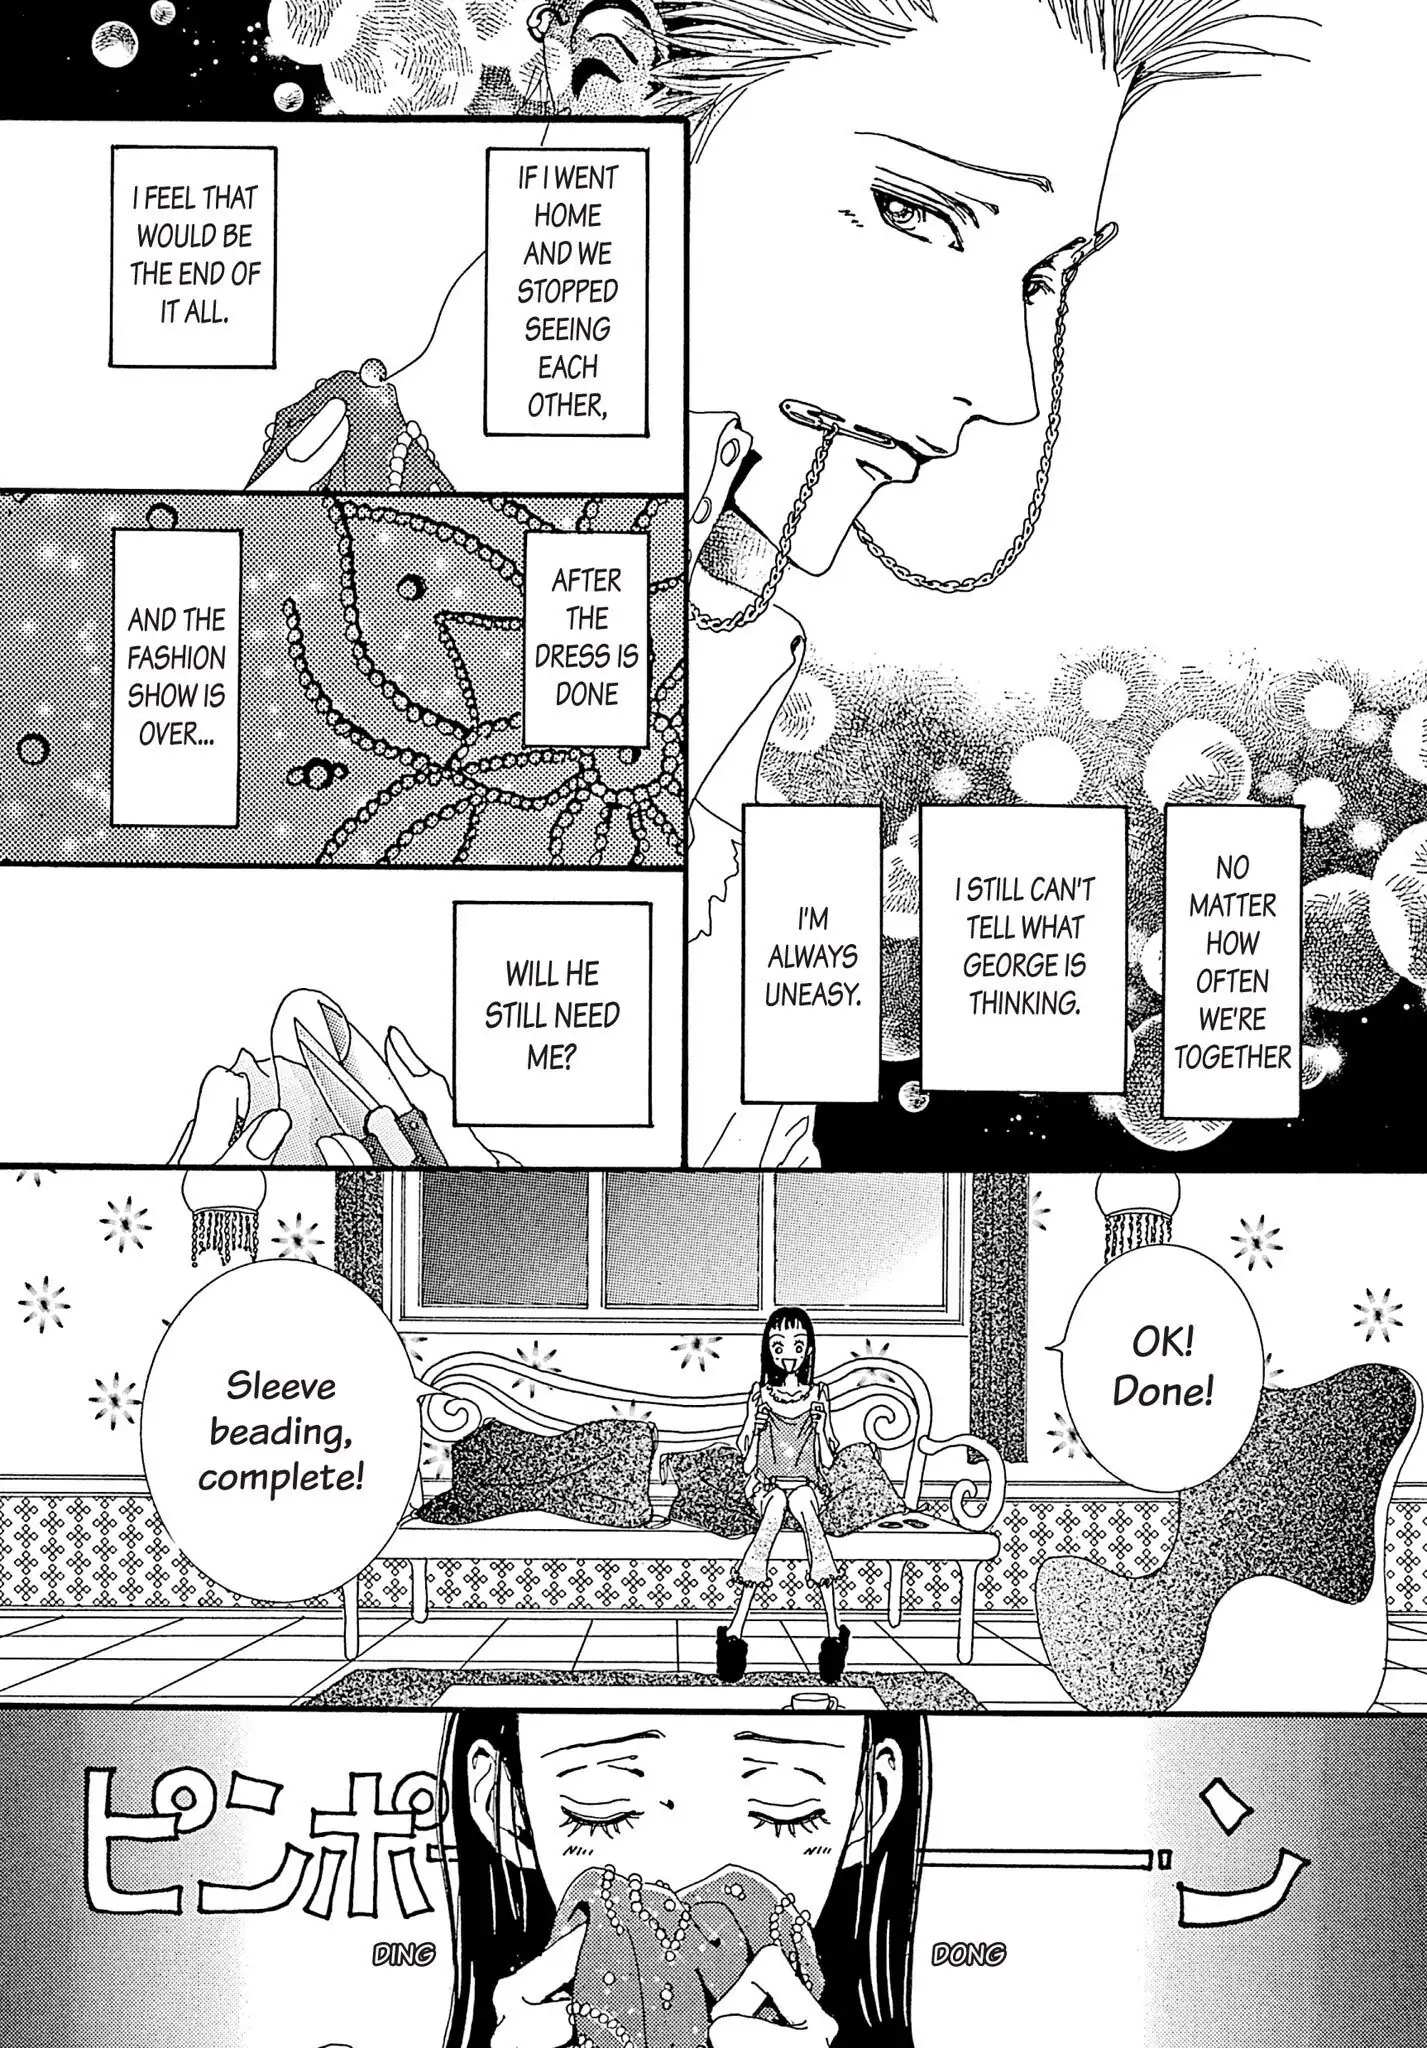 NO
MATTER
HOW
OFTEN
WE'RE
TOGETHER
I STILL CAN'T
TELL WHAT
GEORGE IS
THINKING.
I'M
ALWAYS
UNEASY.
IF I WENT
HOME
AND WE
STOPPED
SEEING
EACH
OTHER,
I FEEL THAT
WOULD BE
THE END OF
IT ALL.
AFTER
THE
DRESS IS
DONE
AND THE
FASHION
SHOW IS
OVER...
WILL HE
STILL NEED
ME?
OK!
Done!
Sleeve
beading,
complete!
ピンポーン
DING
DONG